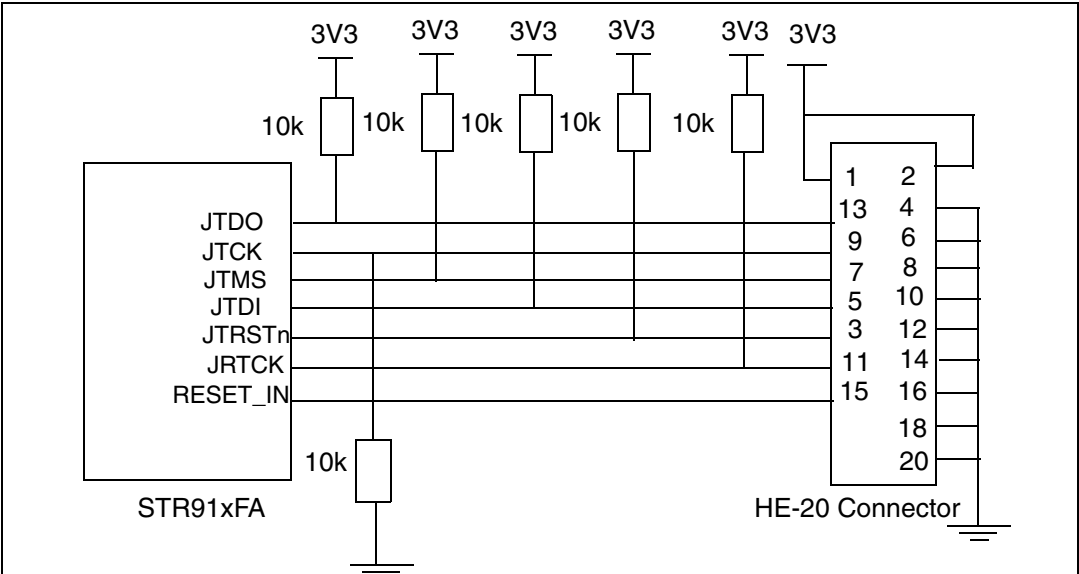 3V3 3V3 3V3 3V3 3V3 3V3
10k 10k 10k 10k 10k
1 2
JTDO 13 4
JTCK 9 6
JTMS 7 8
JTDI 5 10
JTRSTn 3 12
JRTCK 11 14
RESET_IN 15 16
18
10k 20
STR91xFA HE-20 Connector